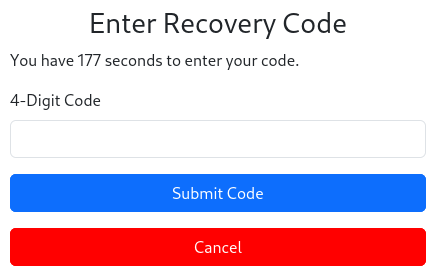 Enter Recovery Code
You have 177 seconds to enter your code.
4-Digit Code
Submit Code
Cancel